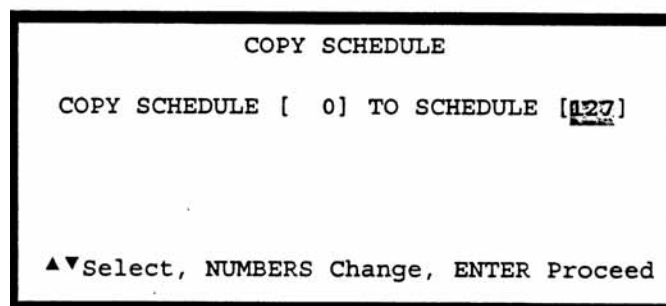 COPY SCHEDULE
COPY SCHEDULE [  0] TO SCHEDULE [127]
▲▼Select, NUMBERS Change, ENTER Proceed